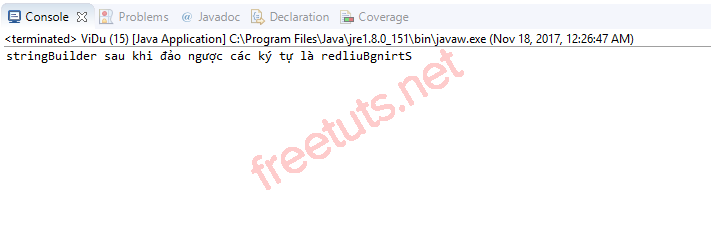 Console Problems @ Javadoc Declaration Coverage
<terminated> ViDu (15) [Java Application] C:\Program Files\Java\jre1.8.0_151\bin\javaw.exe (Nov 18, 2017, 12:26:47 AM)
stringBuilder sau khi đảo ngược các ký tự là redliuBgnirtS
freetuts.net